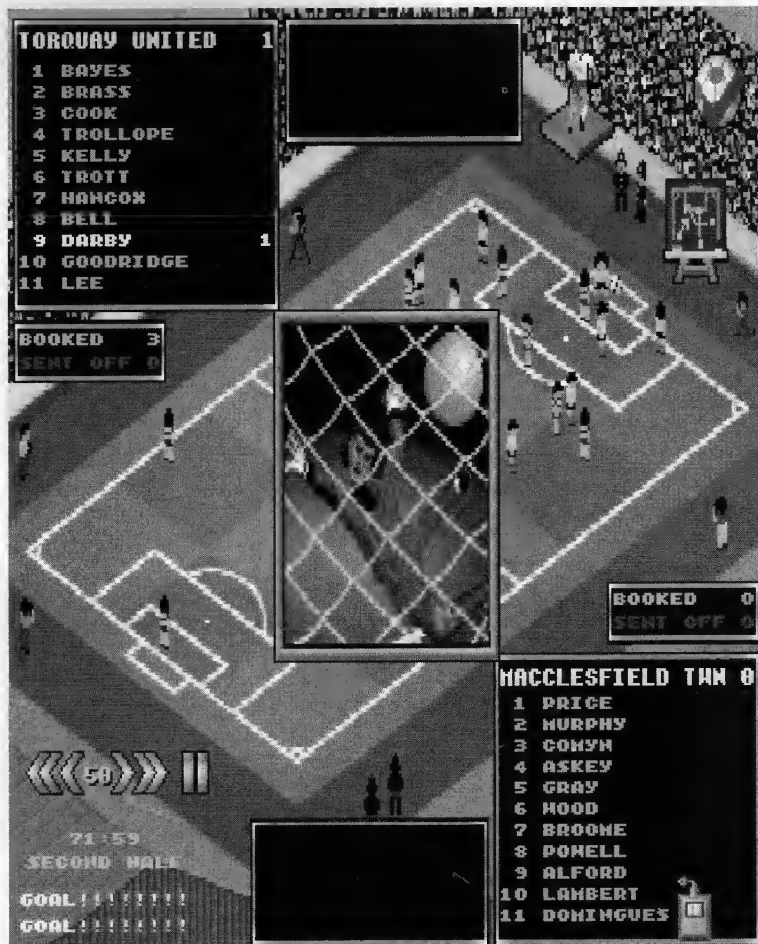 TORQUAY UNITED 1
1 BAYES
2 BRASS
3 COOK
4 TROLLOPE
5 KELLY
6 TROTT
7 HANCOX
8 BELL
9 DARBY 1
10 GOODRIDGE
11 LEE
BOOKED 3
SENT OFF 0
BOOKED 0
SENT OFF 0
MACCLESFIELD TWN 0
1 PRICE
2 MURPHY
3 COMYN
4 ASKEY
5 GRAY
6 WOOD
7 BROOME
8 POWELL
9 ALFORD
10 LAMBERT
11 DOMINGUES
50
71:59
SECOND HALF
GOAL!!!!!!!!
GOAL!!!!!!!!